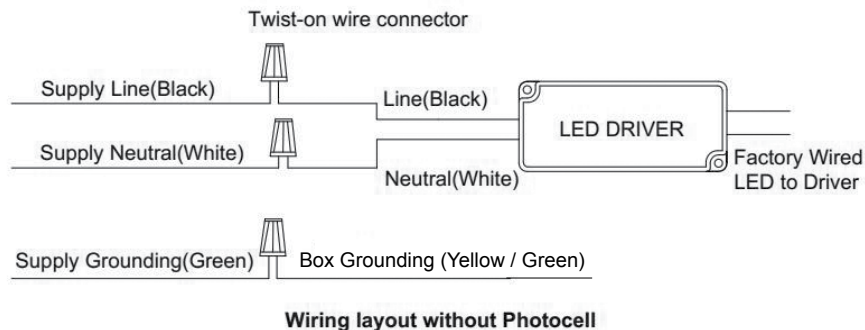 Twist-on wire connector
Supply Line(Black)
Line(Black)
LED DRIVER
Supply Neutral(White)
Neutral(White)
Factory Wired
LED to Driver
Supply Grounding(Green)
Box Grounding (Yellow / Green)
Wiring layout without Photocell